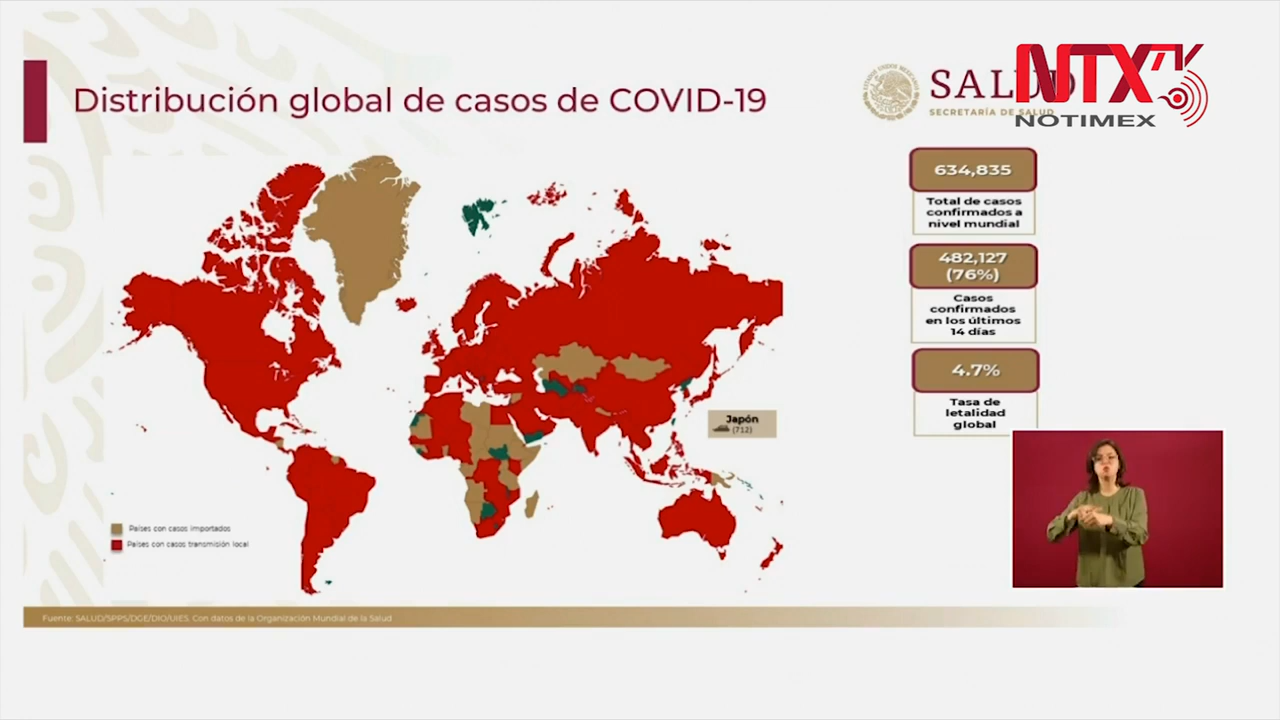 Distribución global de casos de COVID-19
SALUD
SECRETARÍA DE SALUD
NTX TV
NOTIMEX
634,835
Total de casos
confirmados a
nivel mundial
482,127
(76%)
Casos
confirmados
en los últimos
14 días
4.7%
Tasa de
letalidad
global
Japón
(712)
Países con casos importados
Países con casos transmisión local
Fuente: SALUD/SPPS/DGE/DIO/UIES. Con datos de la Organización Mundial de la Salud